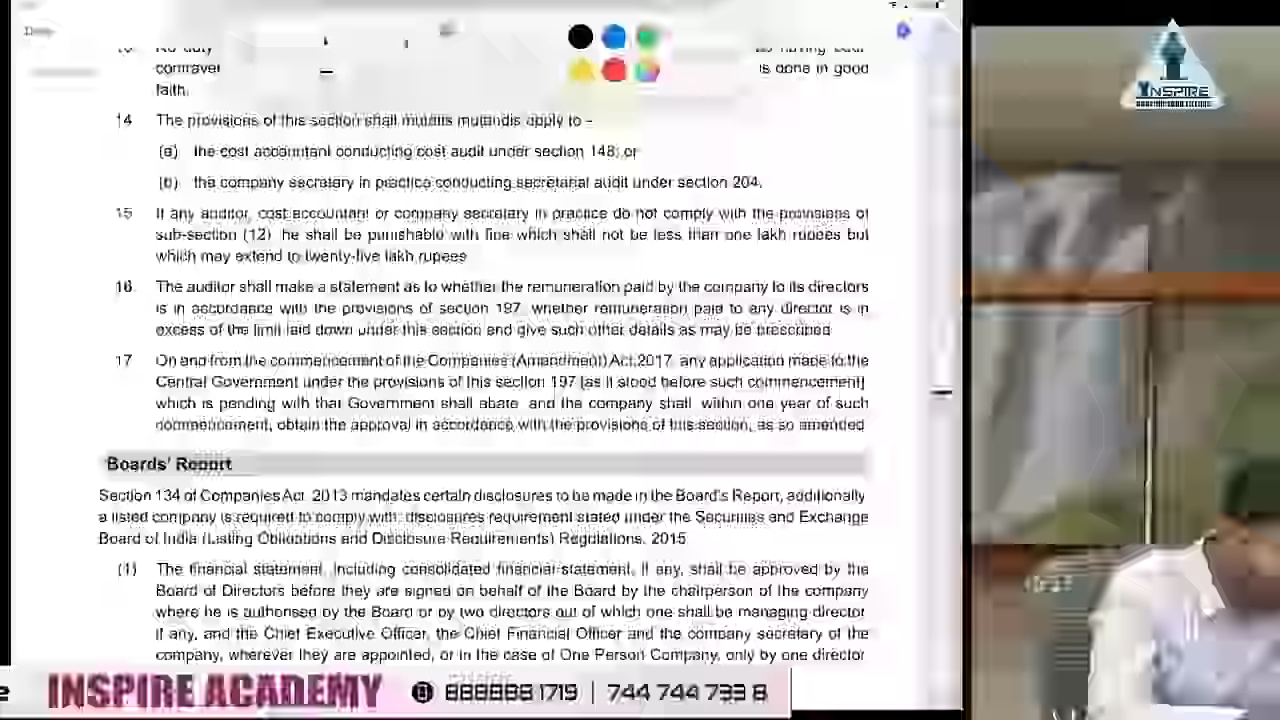 No duty
contraver is done in good
faith.
14 The provisions of this section shall mutatis mutandis apply to –
(a) the cost accountant conducting cost audit under section 148; or
(b) the company secretary in practice conducting secretarial audit under section 204.
15 If any auditor, cost accountant or company secretary in practice do not comply with the provisions of
sub-section (12) he shall be punishable with fine which shall not be less than one lakh rupees but
which may extend to twenty-five lakh rupees
16. The auditor shall make a statement as to whether the remuneration paid by the company to its directors
is in accordance with the provisions of section 197, whether remuneration paid to any director is in
excess of the limit laid down under this section and give such other details as may be prescribed
17 On and from the commencement of the Companies (Amendment) Act,2017, any application made to the
Central Government under the provisions of this section 197 [as it stood before such commencement]
which is pending with that Government shall abate, and the company shall, within one year of such
commencement, obtain the approval in accordance with the provisions of this section, as so amended
Boards' Report
Section 134 of Companies Act, 2013 mandates certain disclosures to be made in the Board's Report, additionally
a listed company is required to comply with disclosures requirement stated under the Securities and Exchange
Board of India (Listing Obligations and Disclosure Requirements) Regulations, 2015
(1) The financial statement, including consolidated financial statement, if any, shall be approved by the
Board of Directors before they are signed on behalf of the Board by the chairperson of the company
where he is authorised by the Board or by two directors out of which one shall be managing director
if any, and the Chief Executive Officer, the Chief Financial Officer and the company secretary of the
company, wherever they are appointed, or in the case of One Person Company, only by one director
YNSPIRE
INSPIRE ACADEMY 888888 1719 | 744 744 733 8